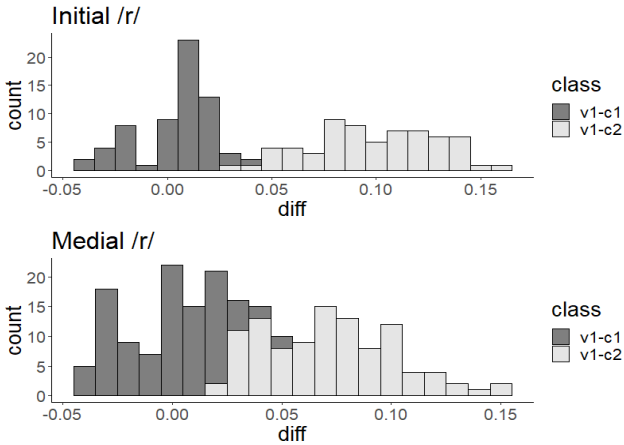 Initial /r/
20
15
10
5
0
count
-0.05 0.00 0.05 0.10 0.15
diff
class
v1-c1
v1-c2
Medial /r/
20
15
10
5
0
count
-0.05 0.00 0.05 0.10 0.15
diff
class
v1-c1
v1-c2